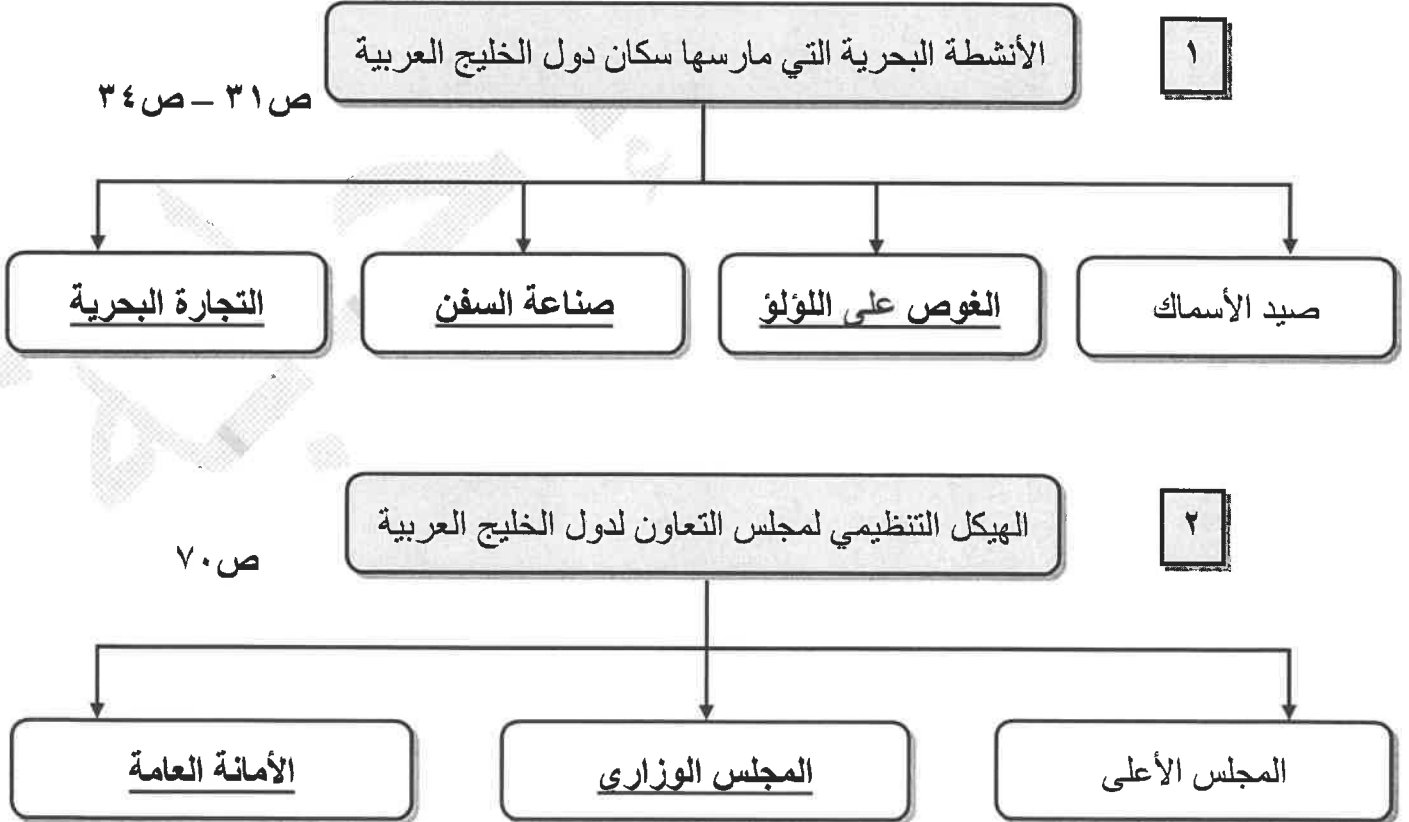 ١
الأنشطة البحرية التي مارسها سكان دول الخليج العربية
ص٣١ – ص٣٤
صيد الأسماك
الغوص على اللؤلؤ
صناعة السفن
التجارة البحرية
٢
الهيكل التنظيمي لمجلس التعاون لدول الخليج العربية
ص٧٠
المجلس الأعلى
المجلس الوزاري
الأمانة العامة